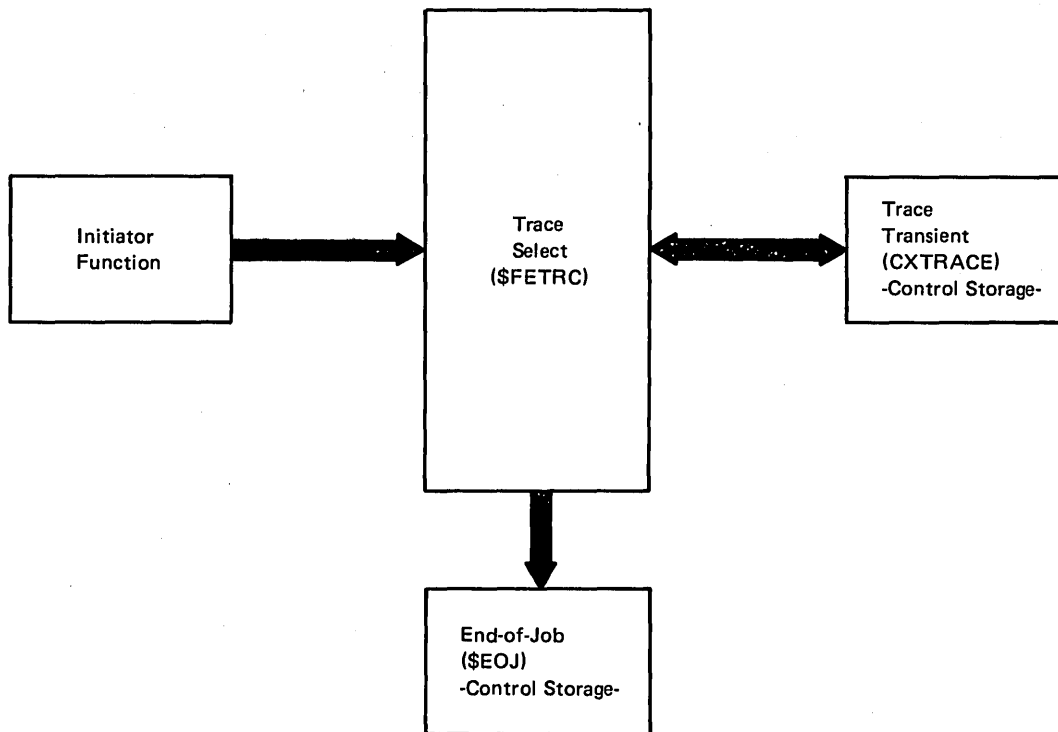 Initiator
Function
Trace
Select
($FETRC)
Trace
Transient
(CXTRACE)
-Control Storage-
End-of-Job
($EOJ)
-Control Storage-